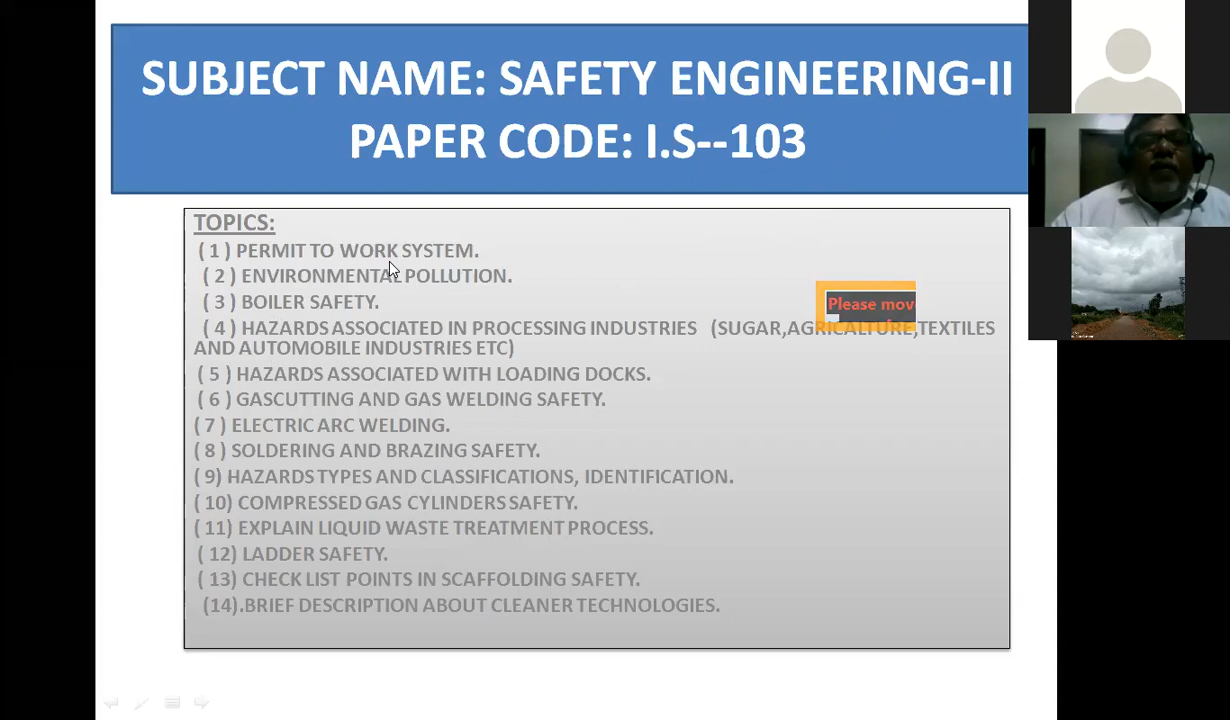 SUBJECT NAME: SAFETY ENGINEERING-II
PAPER CODE: I.S--103
TOPICS:
( 1 ) PERMIT TO WORK SYSTEM.
( 2 ) ENVIRONMENTAL POLLUTION.
( 3 ) BOILER SAFETY.
( 4 ) HAZARDS ASSOCIATED IN PROCESSING INDUSTRIES (SUGAR,AGRICALTURE,TEXTILES
AND AUTOMOBILE INDUSTRIES ETC)
Please mov
( 5 ) HAZARDS ASSOCIATED WITH LOADING DOCKS.
( 6 ) GASCUTTING AND GAS WELDING SAFETY.
( 7 ) ELECTRIC ARC WELDING.
( 8 ) SOLDERING AND BRAZING SAFETY.
( 9) HAZARDS TYPES AND CLASSIFICATIONS, IDENTIFICATION.
( 10) COMPRESSED GAS CYLINDERS SAFETY.
( 11) EXPLAIN LIQUID WASTE TREATMENT PROCESS.
( 12) LADDER SAFETY.
( 13) CHECK LIST POINTS IN SCAFFOLDING SAFETY.
(14).BRIEF DESCRIPTION ABOUT CLEANER TECHNOLOGIES.